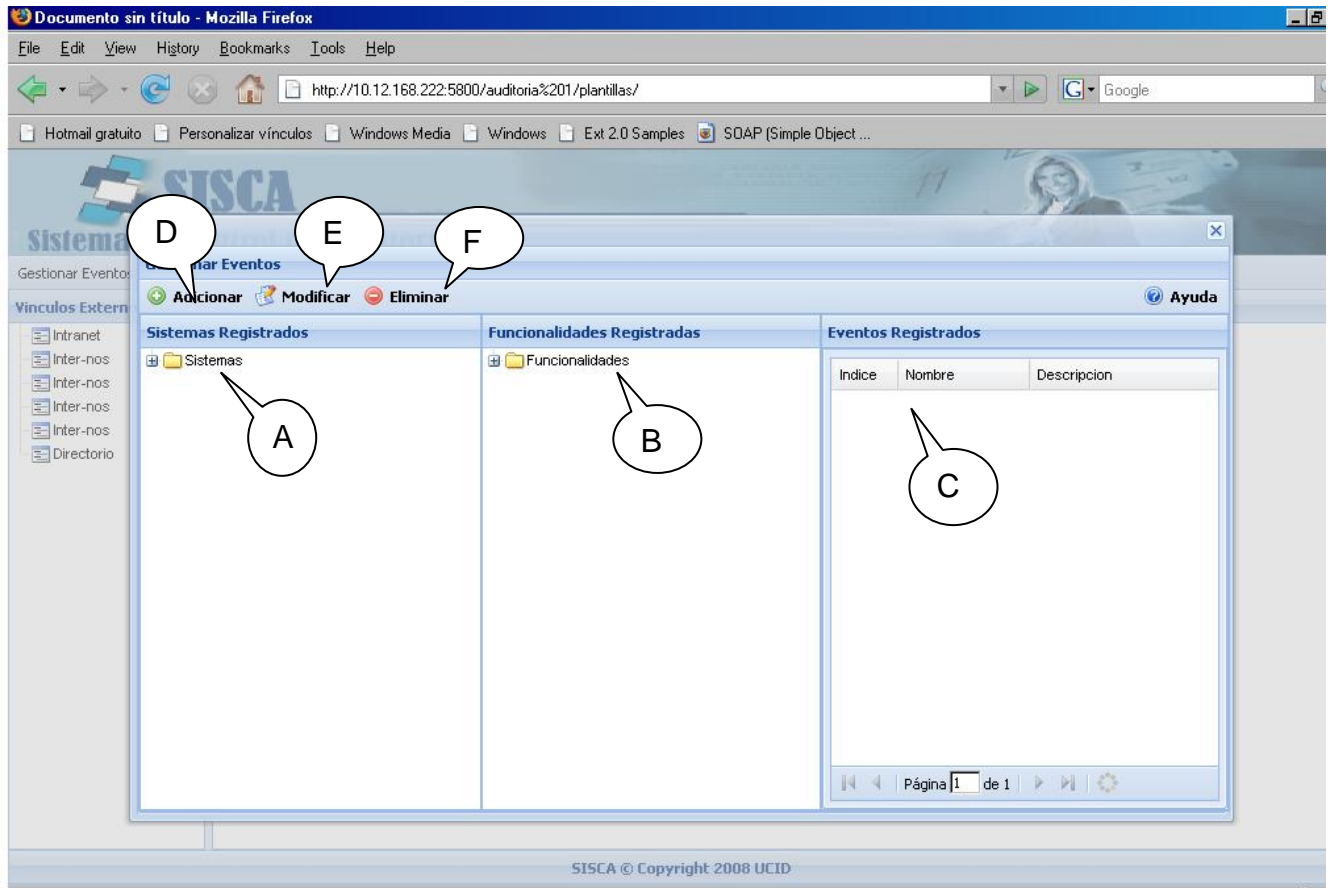 Documento sin título - Mozilla Firefox
File Edit View History Bookmarks Tools Help
http://10.12.168.222:5800/auditoria%201/plantillas/
G Google
Hotmail gratuito Personalizar vínculos Windows Media Windows Ext 2.0 Samples SOAP (Simple Object ...
SISCA
Sistema
D
E
F
Gestionar Evento
nar Eventos
Vinculos Extern
Adicionar Modificar Eliminar Ayuda
Sistemas Registrados Funcionalidades Registradas Eventos Registrados
Intranet
Inter-nos
Inter-nos
Inter-nos
Inter-nos
Directorio
Sistemas
Funcionalidades
Indice Nombre Descripcion
A
B
C
Página 1 de 1
SISCA © Copyright 2008 UCID